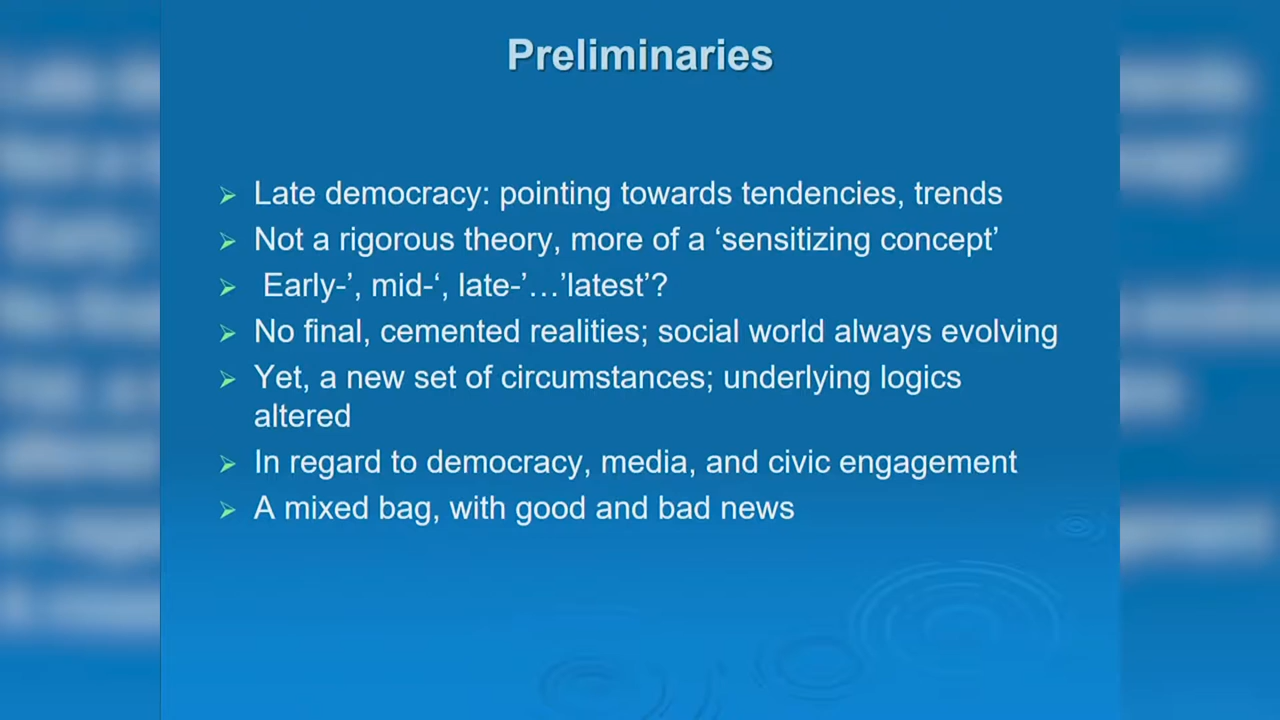 Preliminaries
Late democracy: pointing towards tendencies, trends
Not a rigorous theory, more of a ‘sensitizing concept’
Early-’, mid-‘, late-’…’latest’?
No final, cemented realities; social world always evolving
Yet, a new set of circumstances; underlying logics
altered
In regard to democracy, media, and civic engagement
A mixed bag, with good and bad news